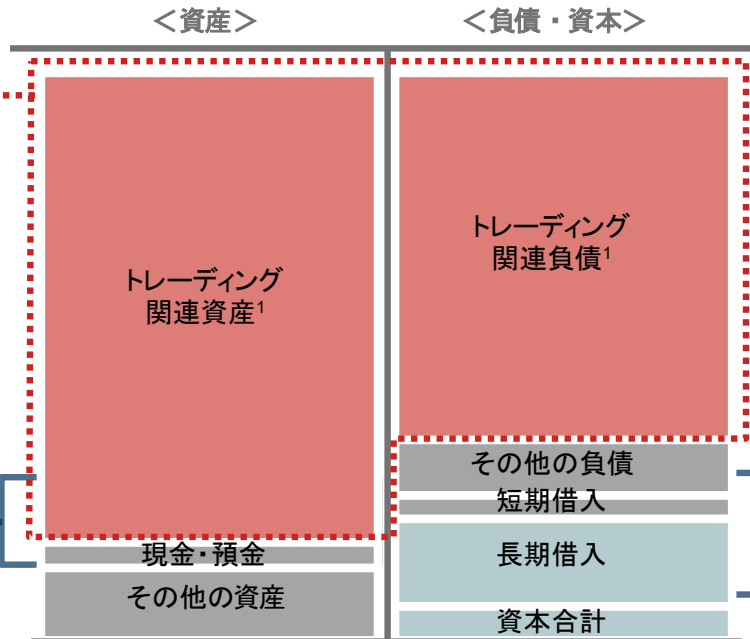 ＜資産＞
＜負債・資本＞
トレーディング
関連資産1
現金・預金
その他の資産
トレーディング
関連負債1
その他の負債
短期借入
長期借入
資本合計